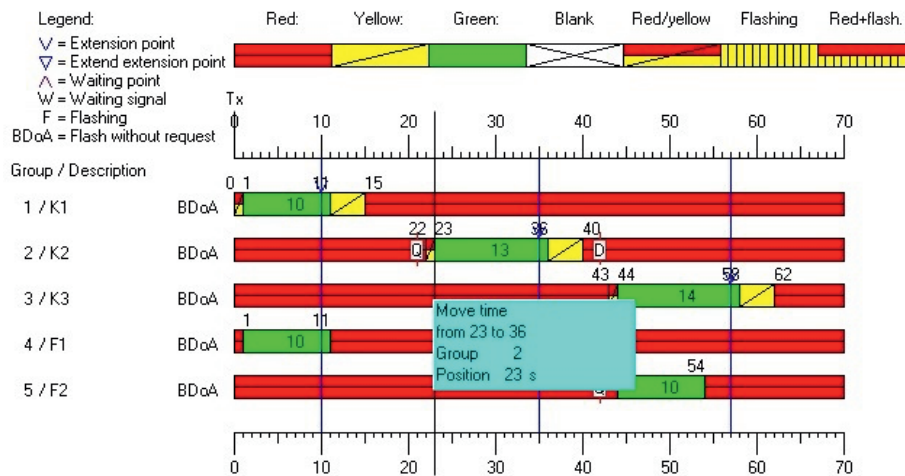 Legend:
V = Extension point
▽ = Extend extension point
Λ = Waiting point
W = Waiting signal
F = Flashing
BDoA = Flash without request
Red: Yellow: Green: Blank Red/yellow Flashing Red+flash.
Tx
0 10 20 30 40 50 60 70
Group / Description
0 1 11 15
1 / K1 BDoA 10
22 23 36 40
2 / K2 BDoA Q 13 D
43 44 58 62
3 / K3 BDoA 14
Move time
from 23 to 36
Group 2
Position 23 s
1 11
4 / F1 BDoA 10
54
5 / F2 BDoA 10
0 10 20 30 40 50 60 70